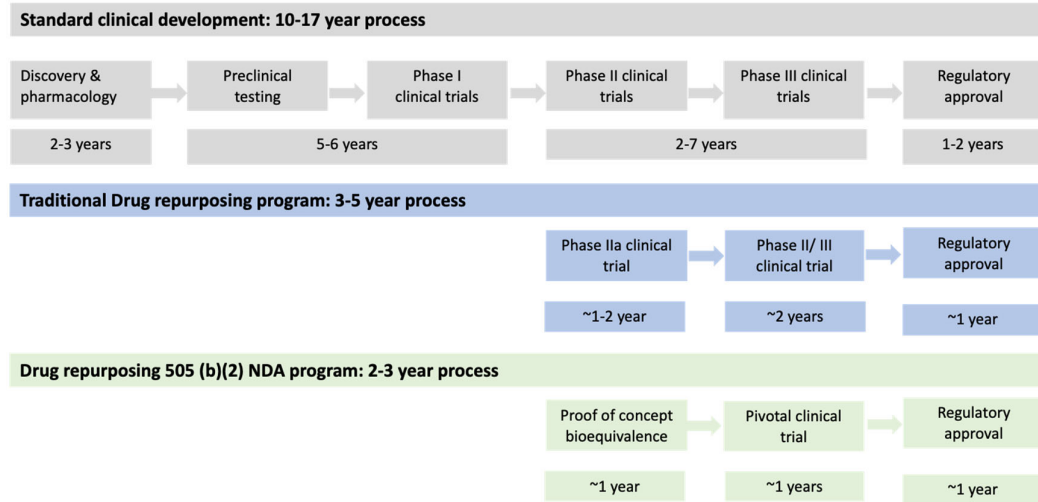 Standard clinical development: 10-17 year process
Discovery &
pharmacology
Preclinical
testing
Phase I
clinical trials
Phase II clinical
trials
Phase III clinical
trials
Regulatory
approval
2-3 years
5-6 years
2-7 years
1-2 years
Traditional Drug repurposing program: 3-5 year process
Phase IIa clinical
trial
Phase II/ III
clinical trial
Regulatory
approval
~1-2 year
~2 years
~1 year
Drug repurposing 505 (b)(2) NDA program: 2-3 year process
Proof of concept
bioequivalence
Pivotal clinical
trial
Regulatory
approval
~1 year
~1 years
~1 year